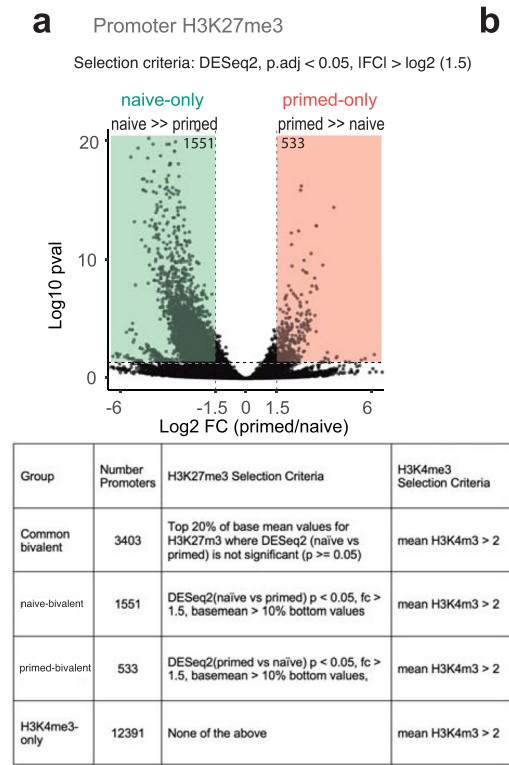 a
Promoter H3K27me3
b
Selection criteria: DESeq2, p.adj < 0.05, |FC| > log2 (1.5)
naive-only
primed-only
naive >> primed
primed >> naive
1551
533
20
10
0
Log10 pval
-6
-1.5
0
1.5
6
Log2 FC (primed/naive)
Group
Number
Promoters
H3K27me3 Selection Criteria
H3K4me3
Selection Criteria
Common
bivalent
3403
Top 20% of base mean values for
H3K27m3 where DESeq2 (naïve vs
primed) is not significant (p >= 0.05)
mean H3K4m3 > 2
naive-bivalent
1551
DESeq2(naïve vs primed) p < 0.05, fc >
1.5, basemean > 10% bottom values
mean H3K4m3 > 2
primed-bivalent
533
DESeq2(primed vs naïve) p < 0.05, fc >
1.5, basemean > 10% bottom values,
mean H3K4m3 > 2
H3K4me3-
only
12391
None of the above
mean H3K4m3 > 2